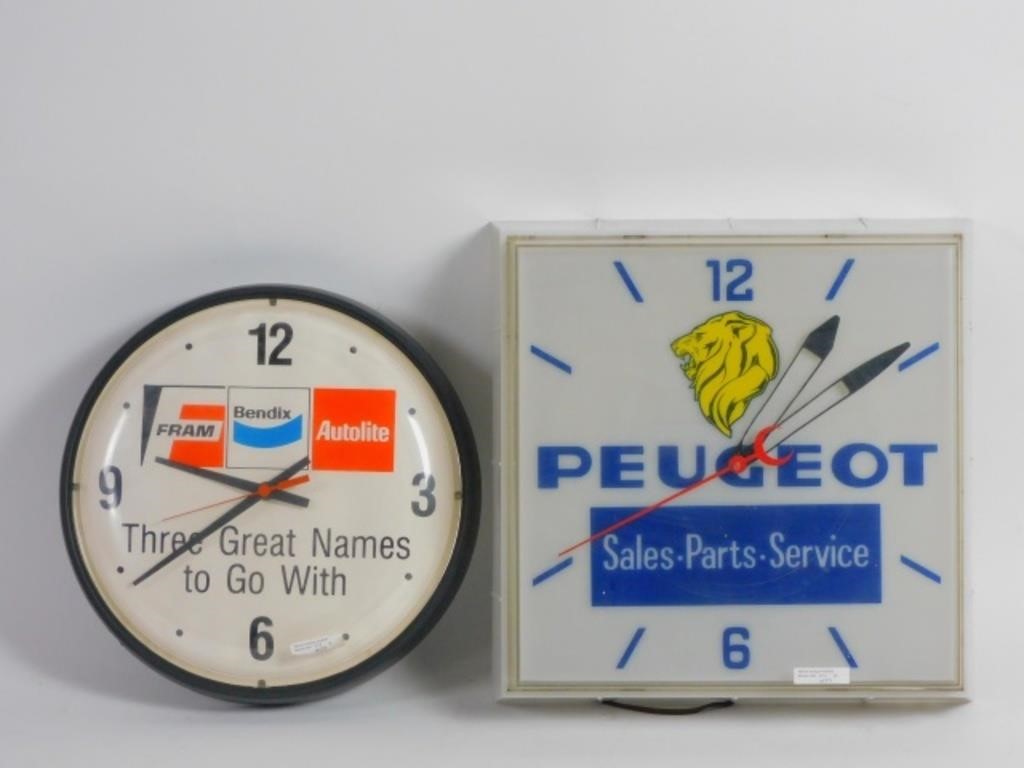 12
FRAM
Bendix
Autolite
9
3
Three Great Names
to Go With
6
12
PEUGEOT
Sales·Parts·Service
6